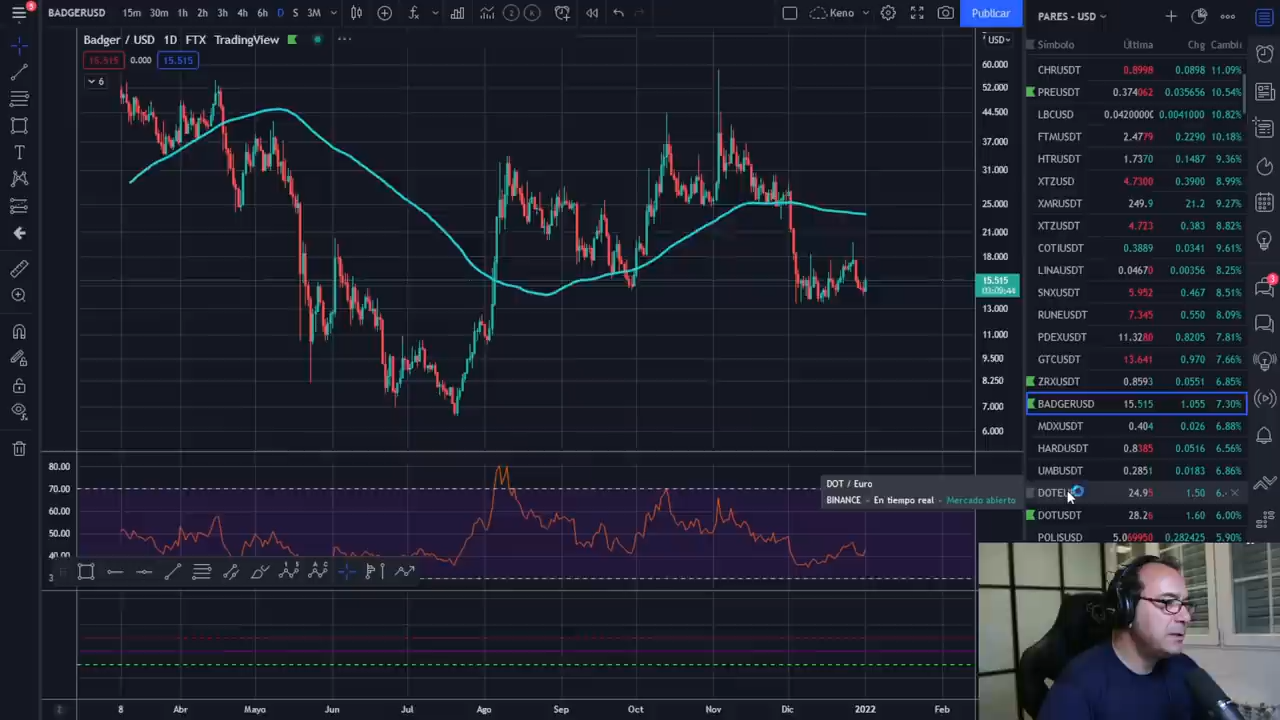 BADGERUSD 15m 30m 1h 2h 3h 4h 6h D S 3M Keno Publicar
Badger / USD 1D FTX TradingView
15.515 0.000 15.515
6
USD
60.000
52.000
44.500
37.000
31.000
25.000
21.000
18.000
15.515
13.000
11.000
9.500
8.250
7.000
6.000
80.00
70.00
60.00
50.00
40.00
DOT / Euro
BINANCE - En tiempo real - Mercado abierto
8 Abr Mayo Jun Jul Ago Sep Oct Nov Dic 2022 Feb
PARES - USD
Símbolo Última Chg Cambi
CHRUSDT 0.8998 0.0898 11.09%
PREUSDT 0.374062 0.035656 10.54%
LBCUSD 0.04200000 0.0041000 10.82%
FTMUSDT 2.4779 0.2290 10.18%
HTRUSDT 1.7370 0.1487 9.36%
XTZUSD 4.7300 0.3900 8.99%
XMRUSDT 249.9 21.2 9.27%
XTZUSDT 4.723 0.383 8.82%
COTIUSDT 0.3889 0.0341 9.61%
LINAUSDT 0.04670 0.00356 8.25%
SNXUSDT 5.952 0.467 8.51%
RUNEUSDT 7.345 0.550 8.09%
PDEXUSDT 11.3280 0.8205 7.81%
GTCUSDT 13.641 0.970 7.66%
ZRXUSDT 0.8593 0.0551 6.85%
BADGERUSD 15.515 1.055 7.30%
MDXUSDT 0.404 0.026 6.88%
HARDUSDT 0.8385 0.0516 6.56%
UMBUSDT 0.2851 0.0183 6.86%
24.95 1.50
DOTUSDT 28.26 1.60 6.00%
POLISUSD 5.069950 0.282425 5.90%